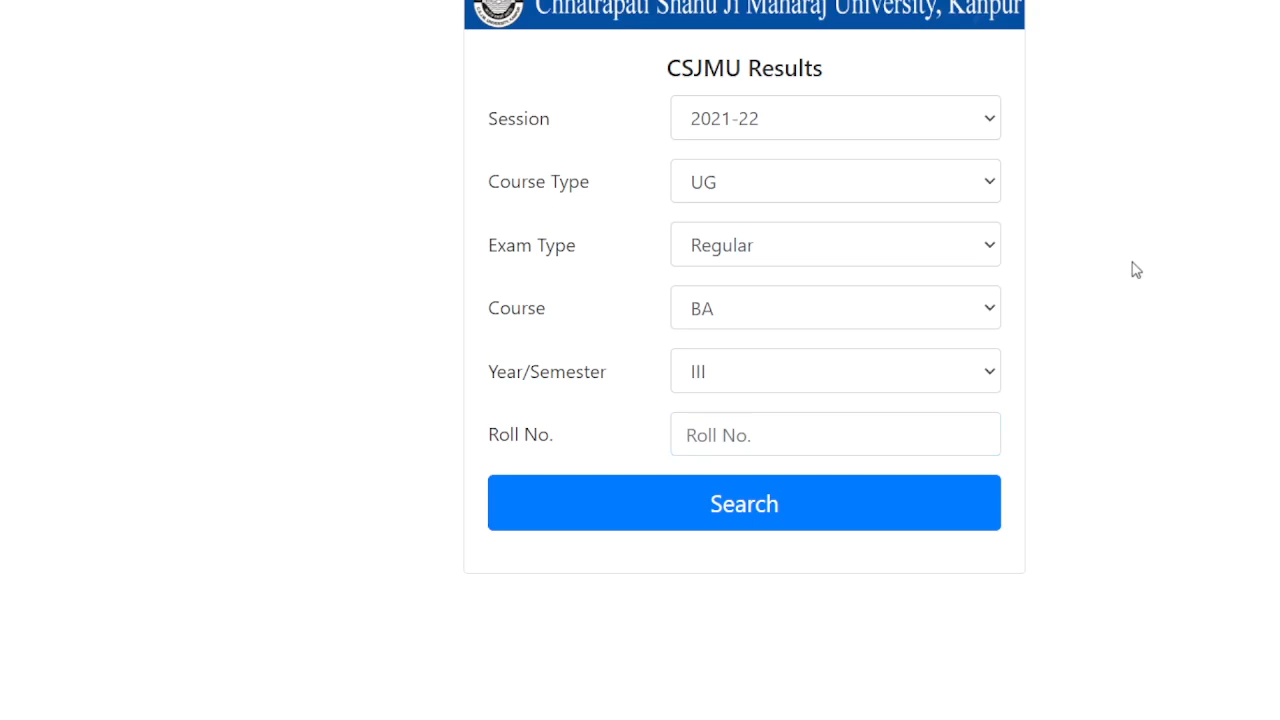 Chhatrapati Shahu Ji Maharaj University, Kanpur
CSJMU Results
Session 2021-22
Course Type UG
Exam Type Regular
Course BA
Year/Semester III
Roll No. Roll No.
Search